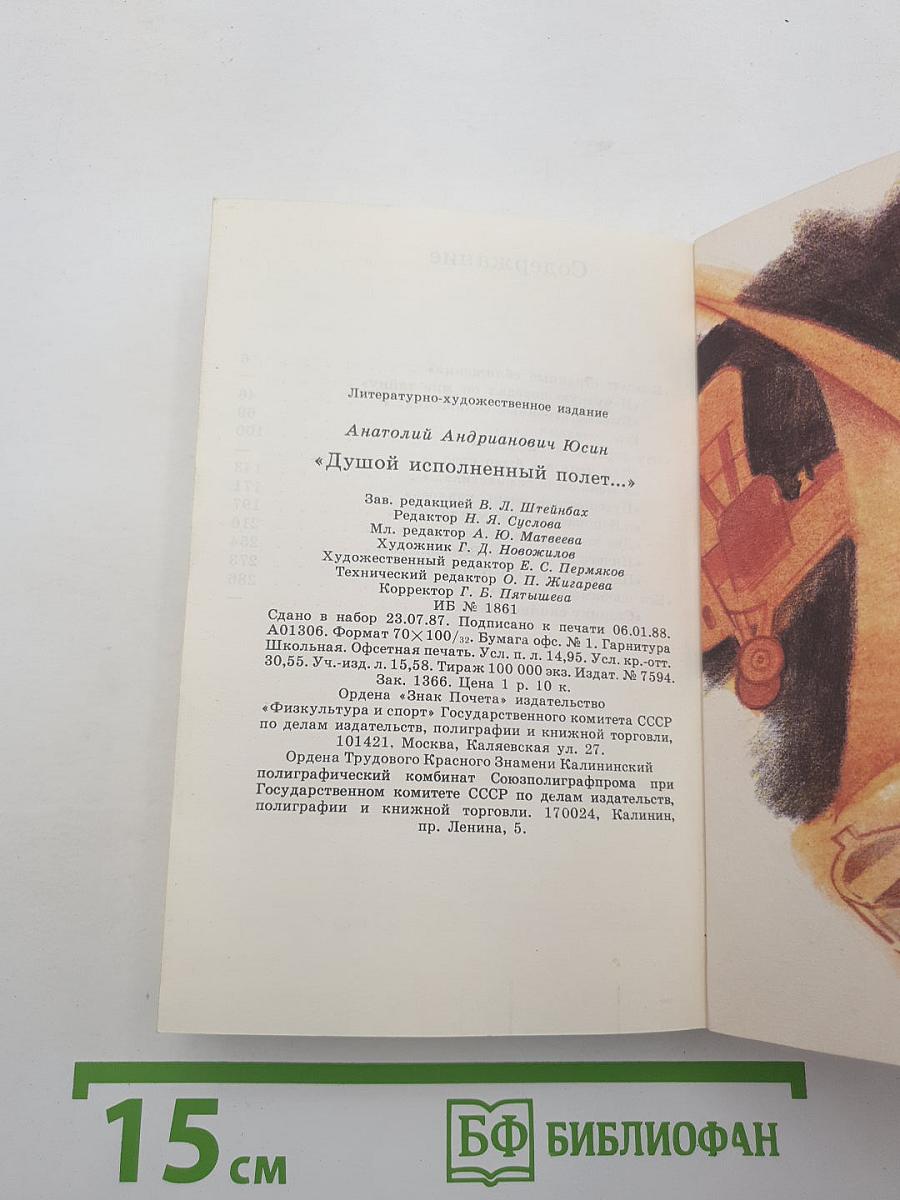 Содержание
Литературно-художественное издание
Анатолий Андрианович Юсин
«Душой исполненный полет...»
Зав. редакцией В. Л. Штейнбах
Редактор Н. Я. Суслова
Мл. редактор А. Ю. Матвеева
Художник Г. Д. Новожилов
Художественный редактор Е. С. Пермяков
Технический редактор О. П. Жигарева
Корректор Г. Б. Пятышева
ИБ № 1861
Сдано в набор 23.07.87. Подписано к печати 06.01.88.
А01306. Формат 70×100/32. Бумага офс. № 1. Гарнитура
Школьная. Офсетная печать. Усл. п. л. 14,95. Усл. кр.-отт.
30,55. Уч.-изд. л. 15,58. Тираж 100 000 экз. Издат. № 7594.
Зак. 1366. Цена 1 р. 10 к.
Ордена «Знак Почета» издательство
«Физкультура и спорт» Государственного комитета СССР
по делам издательств, полиграфии и книжной торговли,
101421. Москва, Каляевская ул. 27.
Ордена Трудового Красного Знамени Калининский
полиграфический комбинат Союзполиграфпрома при
Государственном комитете СССР по делам издательств,
полиграфии и книжной торговли. 170024, Калинин,
пр. Ленина, 5.
15 см
БФ БИБЛИОФАН